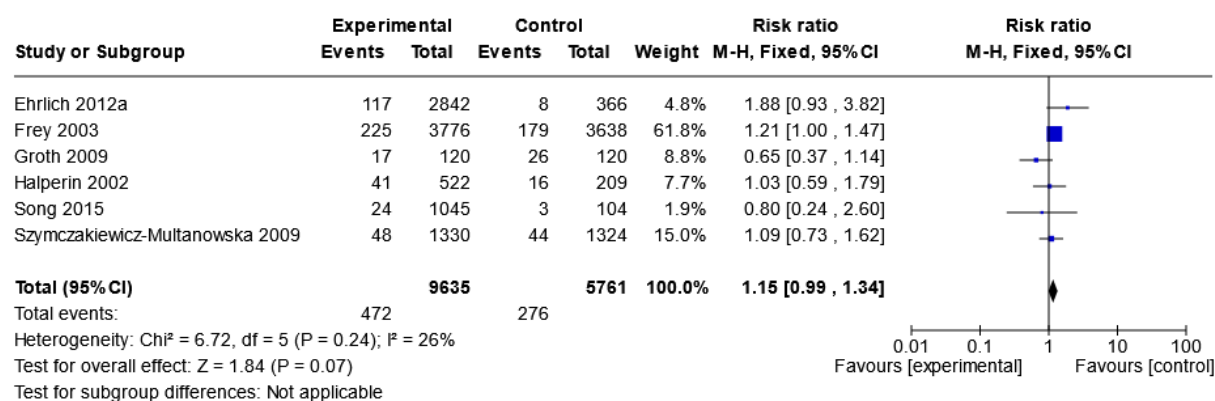 Experimental Control Risk ratio Risk ratio
Study or Subgroup Events Total Events Total Weight M-H, Fixed, 95% CI M-H, Fixed, 95% CI
Ehrlich 2012a 117 2842 8 366 4.8% 1.88 [0.93 , 3.82]
Frey 2003 225 3776 179 3638 61.8% 1.21 [1.00 , 1.47]
Groth 2009 17 120 26 120 8.8% 0.65 [0.37 , 1.14]
Halperin 2002 41 522 16 209 7.7% 1.03 [0.59 , 1.79]
Song 2015 24 1045 3 104 1.9% 0.80 [0.24 , 2.60]
Szymczakiewicz-Multanowska 2009 48 1330 44 1324 15.0% 1.09 [0.73 , 1.62]
Total (95% CI) 9635 5761 100.0% 1.15 [0.99 , 1.34]
Total events: 472 276
Heterogeneity: Chi² = 6.72, df = 5 (P = 0.24); I² = 26%
Test for overall effect: Z = 1.84 (P = 0.07)
Test for subgroup differences: Not applicable
0.01 0.1 1 10 100
Favours [experimental] Favours [control]